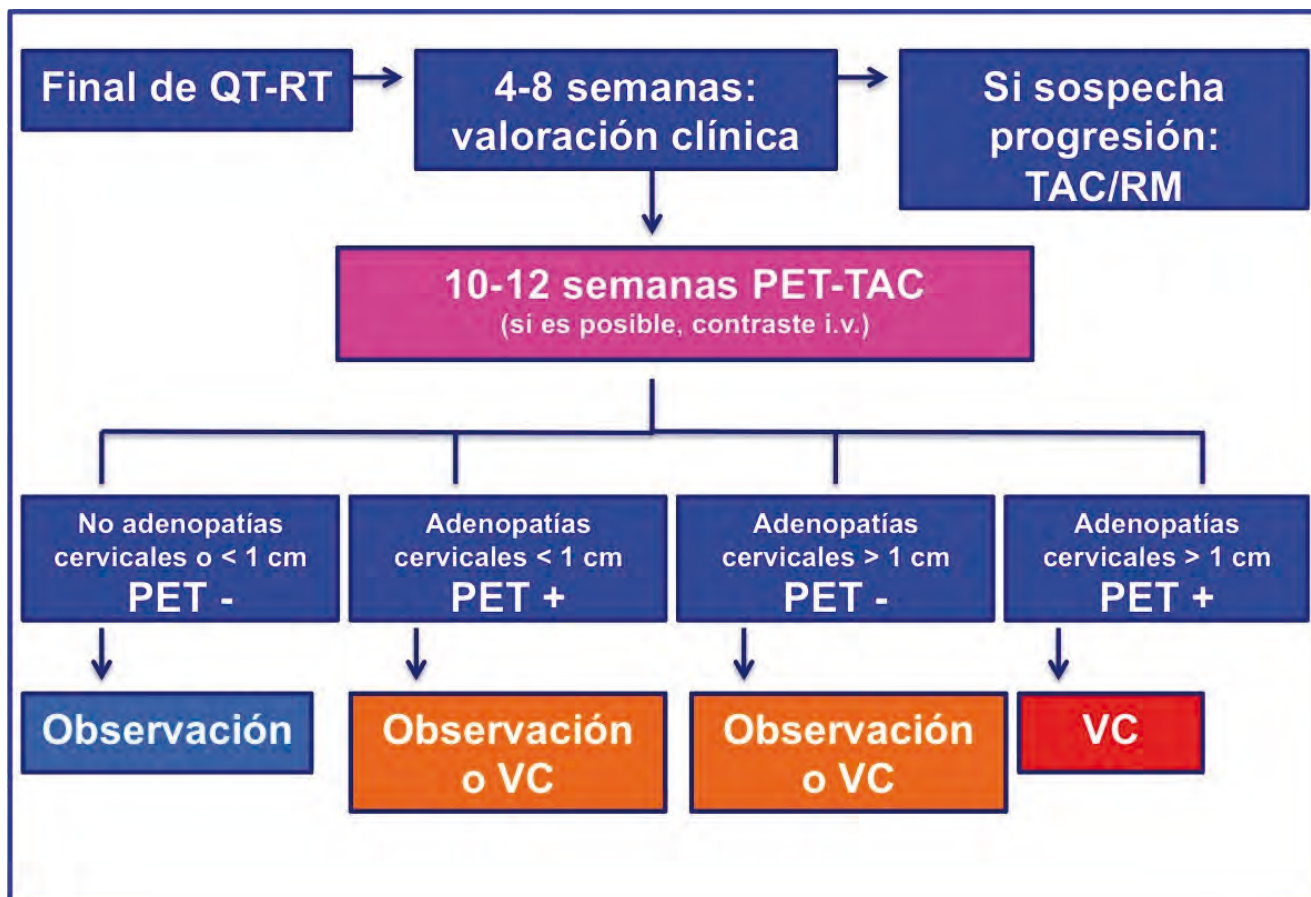 Final de QT-RT
4-8 semanas:
valoración clínica
Si sospecha
progresión:
TAC/RM
10-12 semanas PET-TAC
(si es posible, contraste i.v.)
No adenopatías
cervicales o < 1 cm
PET -
Adenopatías
cervicales < 1 cm
PET +
Adenopatías
cervicales > 1 cm
PET -
Adenopatías
cervicales > 1 cm
PET +
Observación
Observación
o VC
Observación
o VC
VC